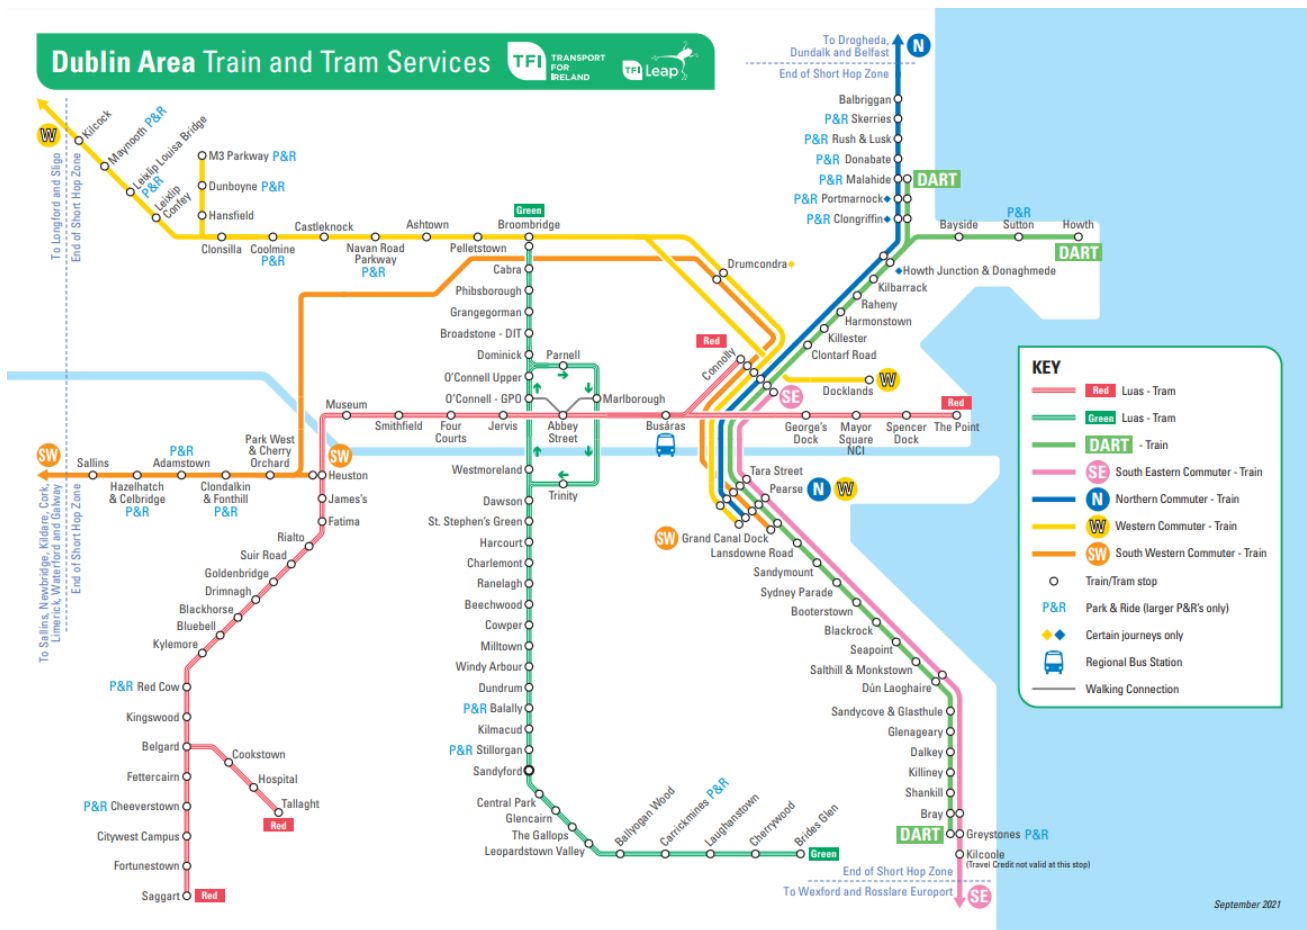 Dublin Area Train and Tram Services
TFI
TRANSPORT
FOR
IRELAND
TFI Leap
To Drogheda,
Dundalk and Belfast
N
End of Short Hop Zone
Balbriggan
P&R Skerries
P&R Rush & Lusk
P&R Donabate
P&R Malahide
DART
P&R Portmarnock
P&R Clongriffin
Bayside
P&R
Sutton
Howth
DART
Howth Junction & Donaghmede
Kilbarrack
Raheny
Harmonstown
Killester
Clontarf Road
W
To Longford and Sligo
End of Short Hop Zone
Kilcock
Maynooth P&R
Leixlip Louisa Bridge
P&R
Leixlip
Confey
M3 Parkway P&R
Dunboyne P&R
Hansfield
Clonsilla
Coolmine
P&R
Castleknock
Navan Road
Parkway
P&R
Ashtown
Pelletstown
Green
Broombridge
Drumcondra
Cabra
Phibsborough
Grangegorman
Broadstone - DIT
Dominick
Parnell
O'Connell Upper
O'Connell - GPO
Marlborough
Red
Connolly
Docklands
W
SE
Museum
Smithfield
Four
Courts
Jervis
Abbey
Street
Busáras
George's
Dock
Mayor
Square
NCI
Spencer
Dock
Red
The Point
SW
Sallins
Hazelhatch
& Celbridge
P&R
P&R
Adamstown
Clondalkin
& Fonthill
P&R
Park West
& Cherry
Orchard
SW
Heuston
To Sallins, Newbridge, Kildare, Cork,
Limerick, Waterford and Galway
End of Short Hop Zone
James's
Fatima
Rialto
Suir Road
Goldenbridge
Drimnagh
Blackhorse
Bluebell
Kylemore
P&R Red Cow
Kingswood
Belgard
Cookstown
Hospital
Tallaght
Red
Fettercairn
P&R Cheeverstown
Citywest Campus
Fortunestown
Saggart
Red
Westmoreland
Trinity
Dawson
St. Stephen's Green
Harcourt
Charlemont
Ranelagh
Beechwood
Cowper
Milltown
Windy Arbour
Dundrum
P&R Balally
Kilmacud
P&R Stillorgan
Sandyford
Central Park
Glencairn
The Gallops
Leopardstown Valley
Ballyogan Wood
Carrickmines P&R
Laughanstown
Cherrywood
Brides Glen
Green
Tara Street
Pearse
N
W
SW
Grand Canal Dock
Lansdowne Road
Sandymount
Sydney Parade
Booterstown
Blackrock
Seapoint
Salthill & Monkstown
Dún Laoghaire
Sandycove & Glasthule
Glenageary
Dalkey
Killiney
Shankill
Bray
DART
Greystones P&R
Kilcoole
(Travel Credit not valid at this stop)
End of Short Hop Zone
To Wexford and Rosslare Europort
SE
KEY
Red Luas - Tram
Green Luas - Tram
DART - Train
SE South Eastern Commuter - Train
N Northern Commuter - Train
W Western Commuter - Train
SW South Western Commuter - Train
Train/Tram stop
P&R Park & Ride (larger P&R's only)
Certain journeys only
Regional Bus Station
Walking Connection
September 2021